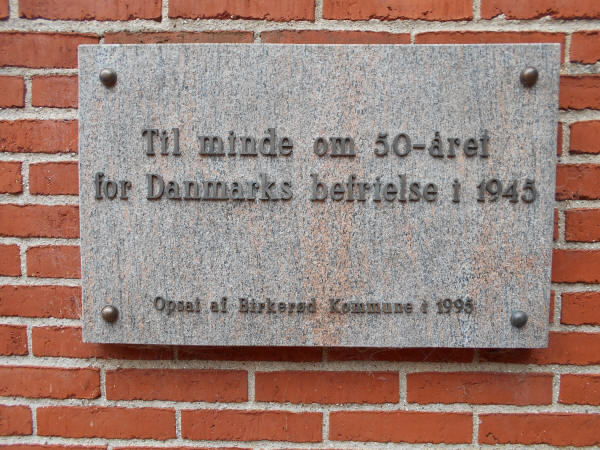 Til minde om 50-året
for Danmarks befrielse i 1945
Opsat af Birkerød Kommune i 1995